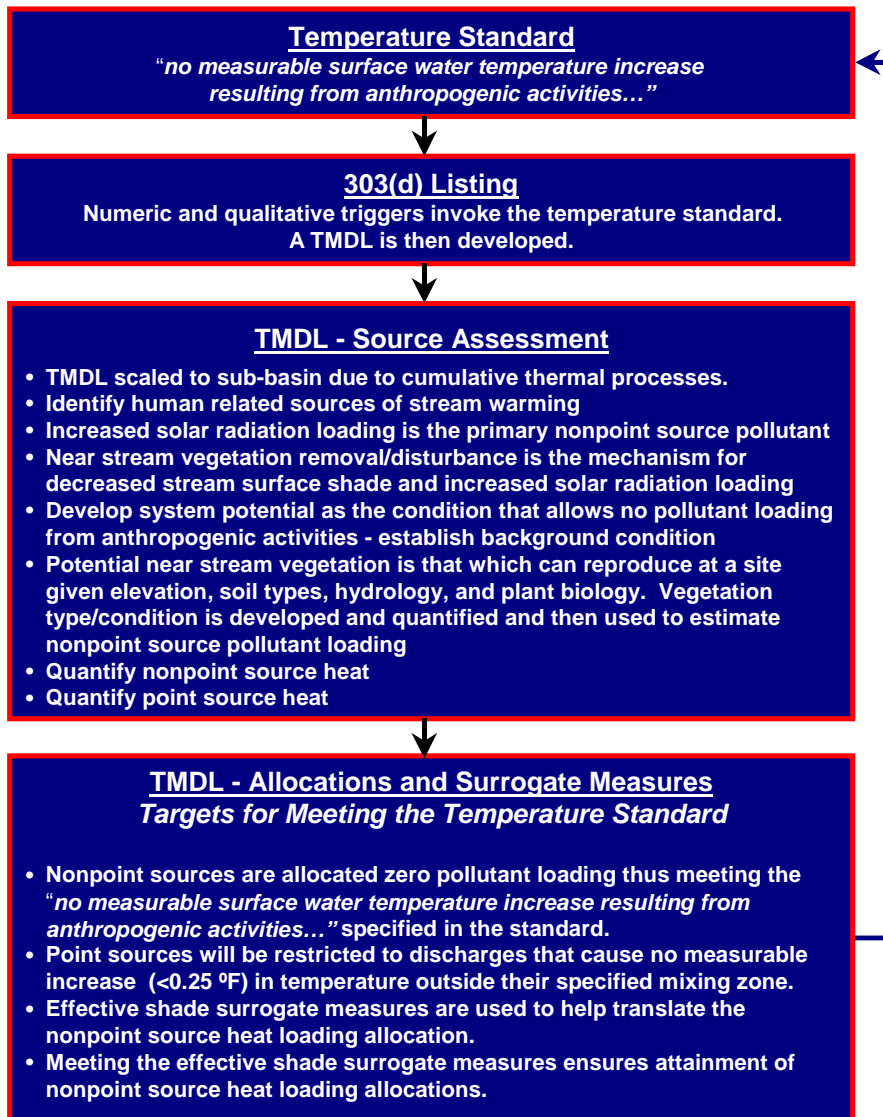 Temperature Standard
“no measurable surface water temperature increase
resulting from anthropogenic activities…”
303(d) Listing
Numeric and qualitative triggers invoke the temperature standard.
A TMDL is then developed.
TMDL - Source Assessment
• TMDL scaled to sub-basin due to cumulative thermal processes.
• Identify human related sources of stream warming
• Increased solar radiation loading is the primary nonpoint source pollutant
• Near stream vegetation removal/disturbance is the mechanism for
decreased stream surface shade and increased solar radiation loading
• Develop system potential as the condition that allows no pollutant loading
from anthropogenic activities - establish background condition
• Potential near stream vegetation is that which can reproduce at a site
given elevation, soil types, hydrology, and plant biology.  Vegetation
type/condition is developed and quantified and then used to estimate
nonpoint source pollutant loading
• Quantify nonpoint source heat
• Quantify point source heat
TMDL - Allocations and Surrogate Measures
Targets for Meeting the Temperature Standard
• Nonpoint sources are allocated zero pollutant loading thus meeting the
“no measurable surface water temperature increase resulting from
anthropogenic activities…” specified in the standard.
• Point sources will be restricted to discharges that cause no measurable
increase  (<0.25 ºF) in temperature outside their specified mixing zone.
• Effective shade surrogate measures are used to help translate the
nonpoint source heat loading allocation.
• Meeting the effective shade surrogate measures ensures attainment of
nonpoint source heat loading allocations.